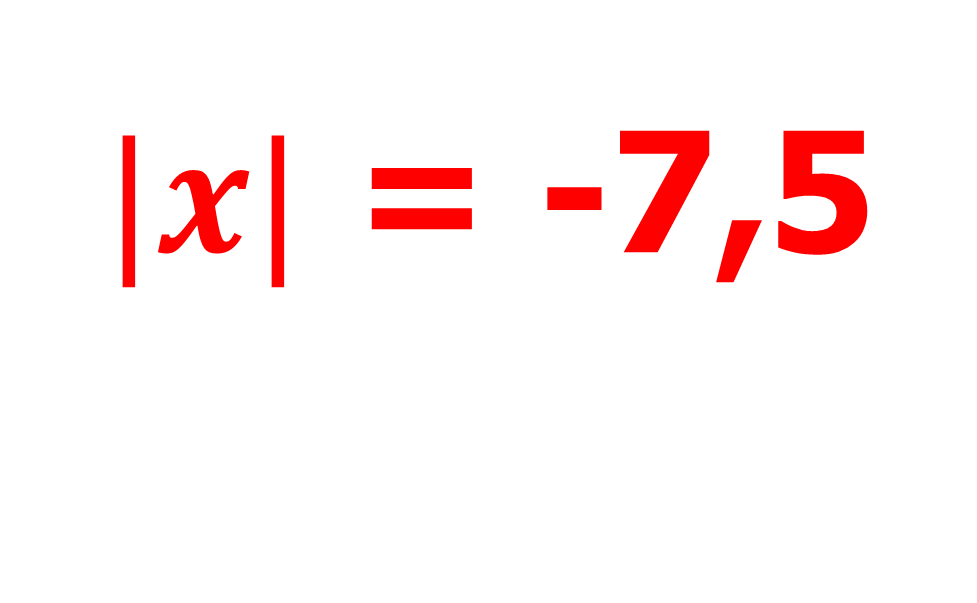 |x| = -7,5